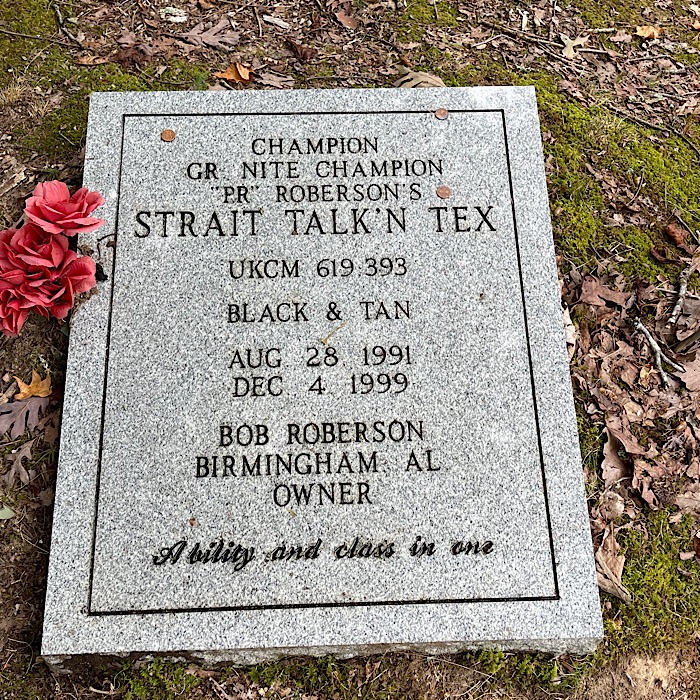 CHAMPION
GR. NITE CHAMPION
"PR" ROBERSON'S
STRAIT TALK'N TEX
UKCM 619,393
BLACK & TAN
AUG. 28, 1991
DEC. 4, 1999
BOB ROBERSON
BIRMINGHAM, AL
OWNER
Ability and class in one